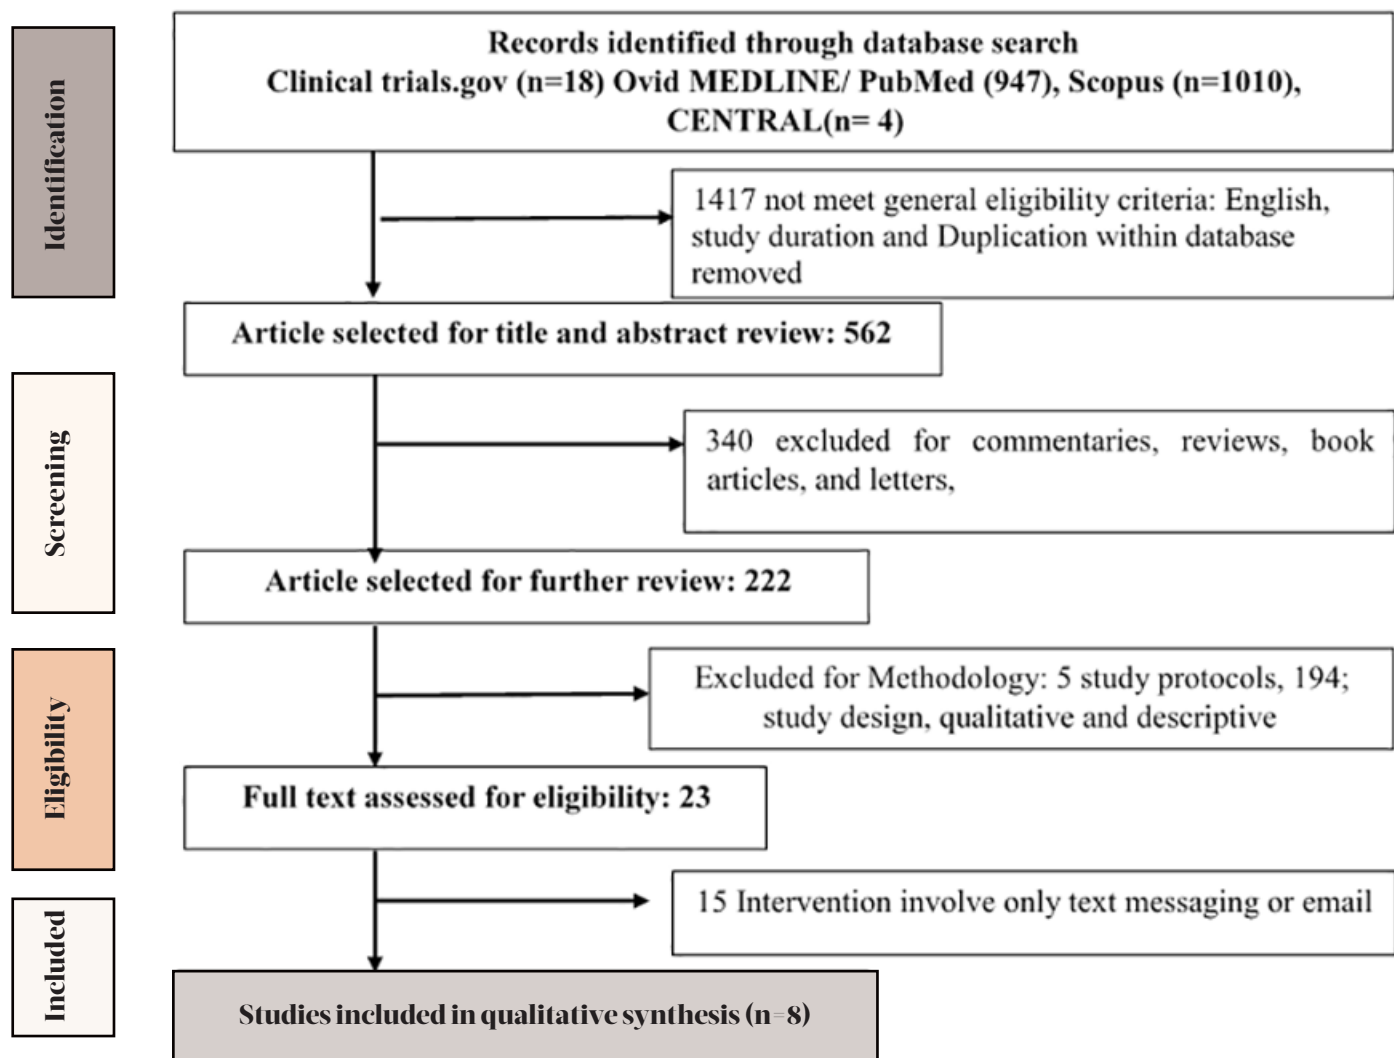 Identification
Records identified through database search
Clinical trials.gov (n=18) Ovid MEDLINE/ PubMed (947), Scopus (n=1010),
CENTRAL(n= 4)
1417 not meet general eligibility criteria: English,
study duration and Duplication within database
removed
Article selected for title and abstract review: 562
Screening
340 excluded for commentaries, reviews, book
articles, and letters,
Article selected for further review: 222
Eligibility
Excluded for Methodology: 5 study protocols, 194;
study design, qualitative and descriptive
Full text assessed for eligibility: 23
Included
15 Intervention involve only text messaging or email
Studies included in qualitative synthesis (n=8)